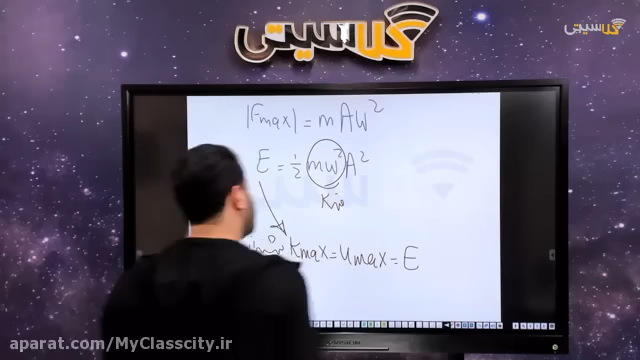 کلاسیتی
کلاسیتی
|Fmax| = mAω²
E = ½ mω² A²
Kmax = Umax = E
aparat.com/MyClasscity.ir